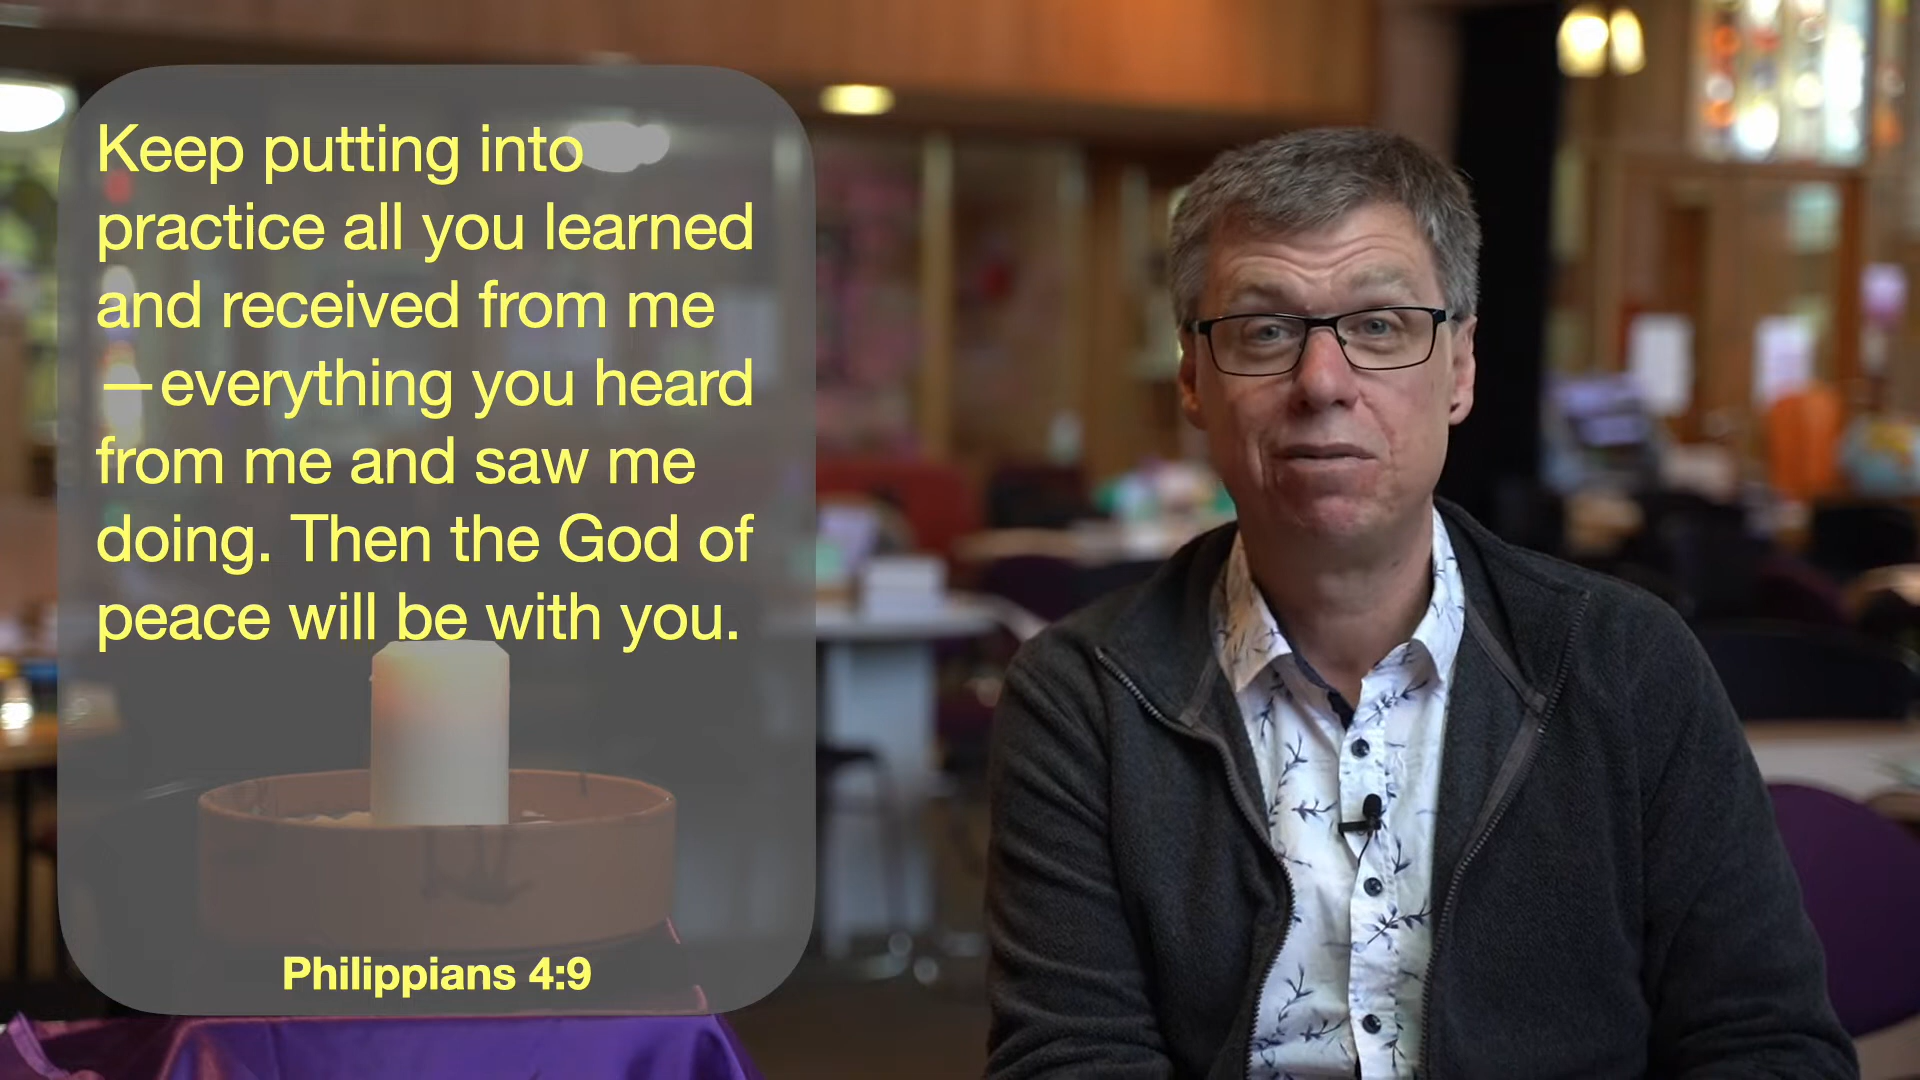 Keep putting into
practice all you learned
and received from me
—everything you heard
from me and saw me
doing. Then the God of
peace will be with you.
Philippians 4:9